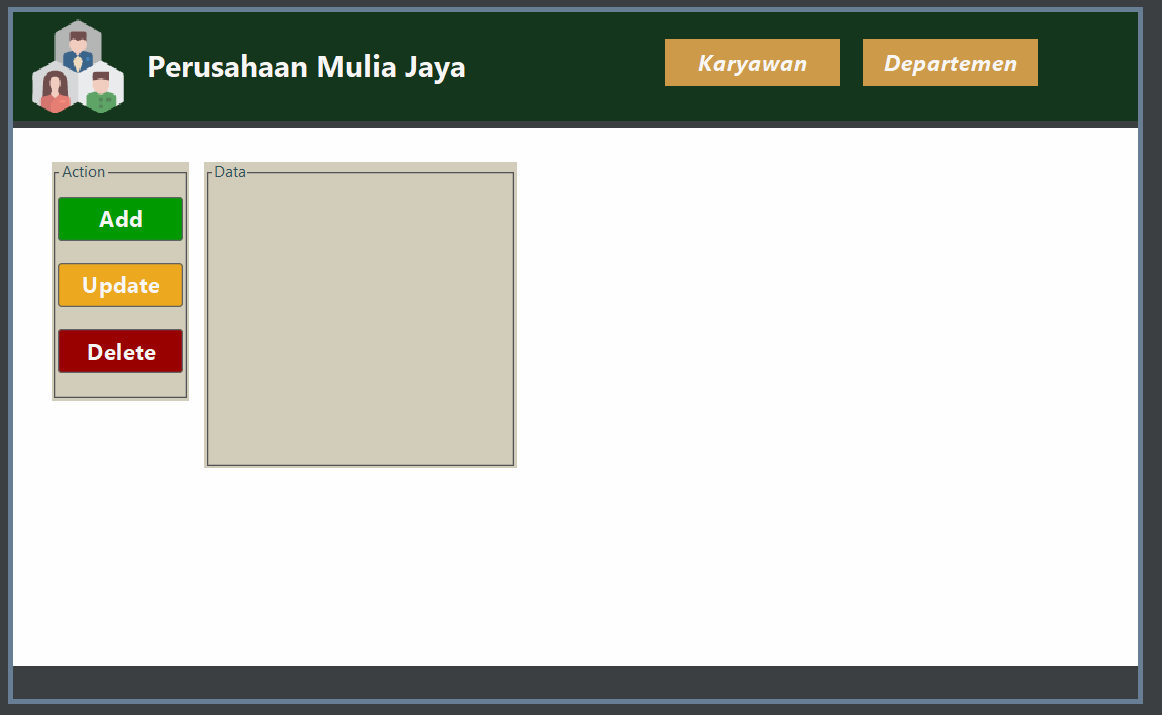 Perusahaan Mulia Jaya
Karyawan
Departemen
Action
Add
Update
Delete
Data